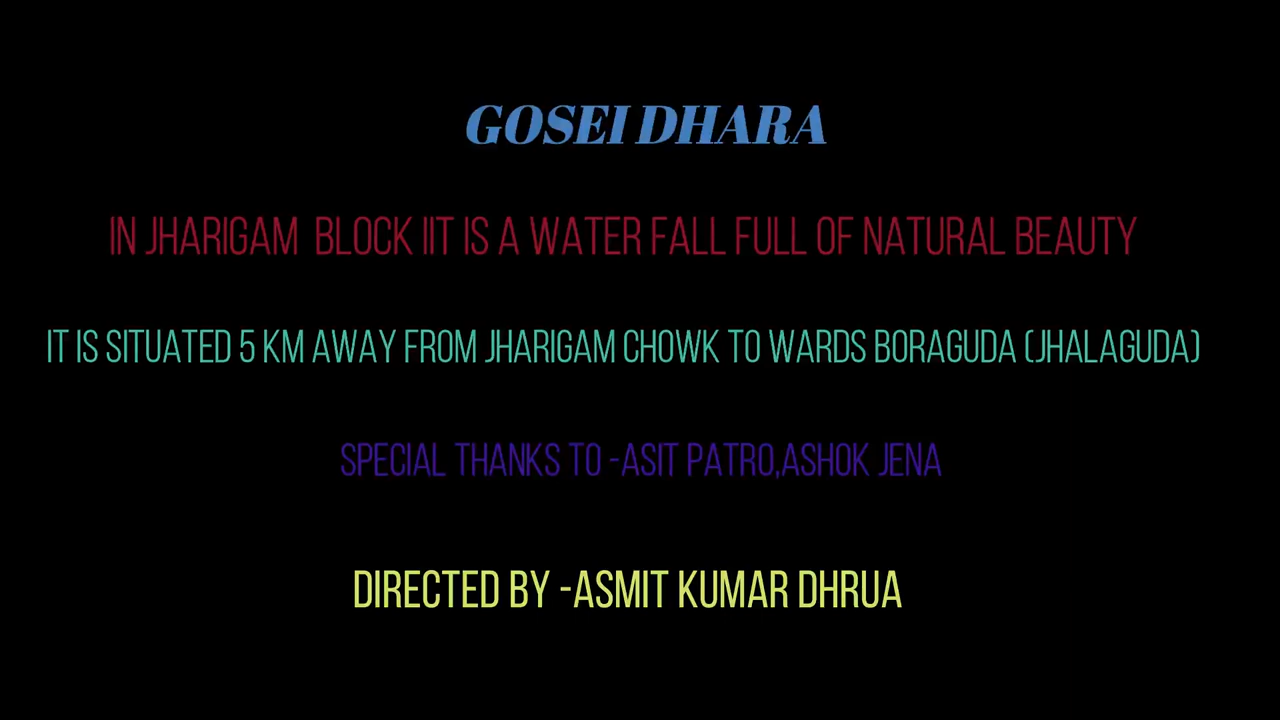 GOSEI DHARA
IN JHARIGAM BLOCK IIT IS A WATER FALL FULL OF NATURAL BEAUTY
IT IS SITUATED 5 KM AWAY FROM JHARIGAM CHOWK TO WARDS BORAGUDA (JHALAGUDA)
SPECIAL THANKS TO -ASIT PATRO,ASHOK JENA
DIRECTED BY -ASMIT KUMAR DHRUA